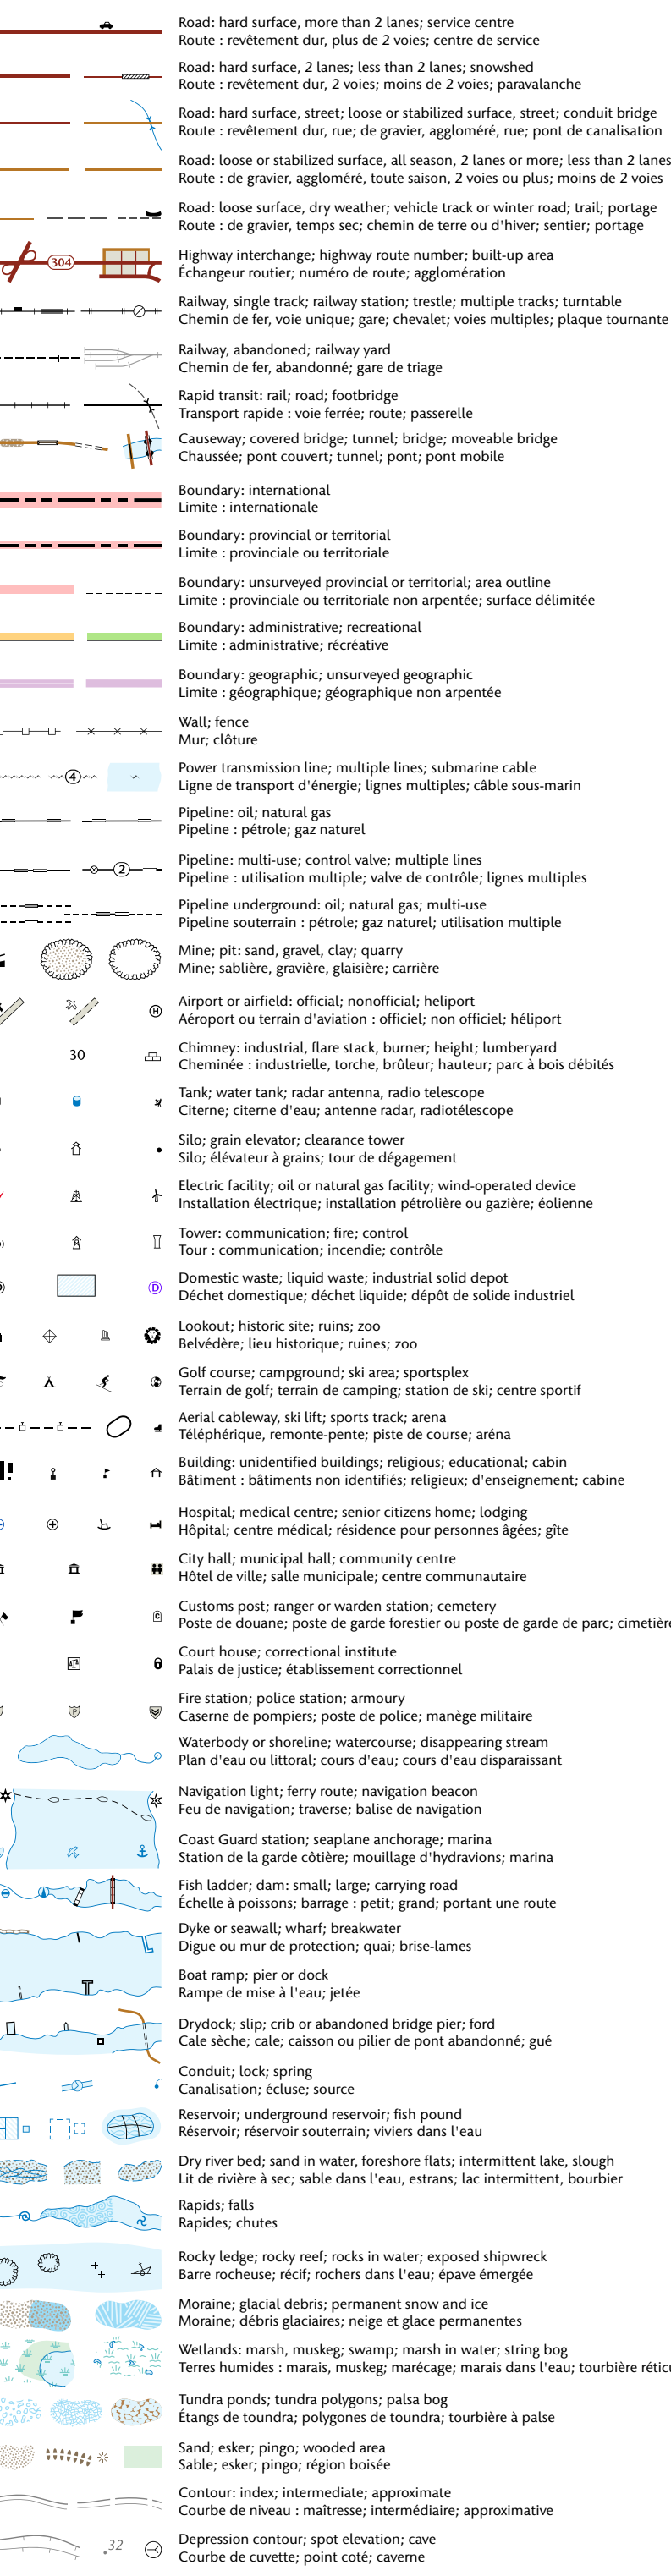 Road: hard surface, more than 2 lanes; service centre
Route : revêtement dur, plus de 2 voies; centre de service
Road: hard surface, 2 lanes; less than 2 lanes; snowshed
Route : revêtement dur, 2 voies; moins de 2 voies; paravalanche
Road: hard surface, street; loose or stabilized surface, street; conduit bridge
Route : revêtement dur, rue; de gravier, aggloméré, rue; pont de canalisation
Road: loose or stabilized surface, all season, 2 lanes or more; less than 2 lanes
Route : de gravier, aggloméré, toute saison, 2 voies ou plus; moins de 2 voies
Road: loose surface, dry weather; vehicle track or winter road; trail; portage
Route : de gravier, temps sec; chemin de terre ou d'hiver; sentier; portage
304
Highway interchange; highway route number; built-up area
Échangeur routier; numéro de route; agglomération
Railway, single track; railway station; trestle; multiple tracks; turntable
Chemin de fer, voie unique; gare; chevalet; voies multiples; plaque tournante
Railway, abandoned; railway yard
Chemin de fer, abandonné; gare de triage
Rapid transit: rail; road; footbridge
Transport rapide : voie ferrée; route; passerelle
Causeway; covered bridge; tunnel; bridge; moveable bridge
Chaussée; pont couvert; tunnel; pont; pont mobile
Boundary: international
Limite : internationale
Boundary: provincial or territorial
Limite : provinciale ou territoriale
Boundary: unsurveyed provincial or territorial; area outline
Limite : provinciale ou territoriale non arpentée; surface délimitée
Boundary: administrative; recreational
Limite : administrative; récréative
Boundary: geographic; unsurveyed geographic
Limite : géographique; géographique non arpentée
Wall; fence
Mur; clôture
4
Power transmission line; multiple lines; submarine cable
Ligne de transport d'énergie; lignes multiples; câble sous-marin
Pipeline: oil; natural gas
Pipeline : pétrole; gaz naturel
2
Pipeline: multi-use; control valve; multiple lines
Pipeline : utilisation multiple; valve de contrôle; lignes multiples
Pipeline underground: oil; natural gas; multi-use
Pipeline souterrain : pétrole; gaz naturel; utilisation multiple
Mine; pit: sand, gravel, clay; quarry
Mine; sablière, gravière, glaisière; carrière
H
Airport or airfield: official; nonofficial; heliport
Aéroport ou terrain d'aviation : officiel; non officiel; héliport
30
Chimney: industrial, flare stack, burner; height; lumberyard
Cheminée : industrielle, torche, brûleur; hauteur; parc à bois débités
Tank; water tank; radar antenna, radio telescope
Citerne; citerne d'eau; antenne radar, radiotélescope
Silo; grain elevator; clearance tower
Silo; élévateur à grains; tour de dégagement
Electric facility; oil or natural gas facility; wind-operated device
Installation électrique; installation pétrolière ou gazière; éolienne
Tower: communication; fire; control
Tour : communication; incendie; contrôle
D
Domestic waste; liquid waste; industrial solid depot
Déchet domestique; déchet liquide; dépôt de solide industriel
Lookout; historic site; ruins; zoo
Belvédère; lieu historique; ruines; zoo
Golf course; campground; ski area; sportsplex
Terrain de golf; terrain de camping; station de ski; centre sportif
Aerial cableway, ski lift; sports track; arena
Téléphérique, remonte-pente; piste de course; aréna
Building: unidentified buildings; religious; educational; cabin
Bâtiment : bâtiments non identifiés; religieux; d'enseignement; cabine
Hospital; medical centre; senior citizens home; lodging
Hôpital; centre médical; résidence pour personnes âgées; gîte
City hall; municipal hall; community centre
Hôtel de ville; salle municipale; centre communautaire
C
Customs post; ranger or warden station; cemetery
Poste de douane; poste de garde forestier ou poste de garde de parc; cimetière
Court house; correctional institute
Palais de justice; établissement correctionnel
P
Fire station; police station; armoury
Caserne de pompiers; poste de police; manège militaire
Waterbody or shoreline; watercourse; disappearing stream
Plan d'eau ou littoral; cours d'eau; cours d'eau disparaissant
Navigation light; ferry route; navigation beacon
Feu de navigation; traverse; balise de navigation
Coast Guard station; seaplane anchorage; marina
Station de la garde côtière; mouillage d'hydravions; marina
Fish ladder; dam: small; large; carrying road
Échelle à poissons; barrage : petit; grand; portant une route
Dyke or seawall; wharf; breakwater
Digue ou mur de protection; quai; brise-lames
Boat ramp; pier or dock
Rampe de mise à l'eau; jetée
Drydock; slip; crib or abandoned bridge pier; ford
Cale sèche; cale; caisson ou pilier de pont abandonné; gué
Conduit; lock; spring
Canalisation; écluse; source
Reservoir; underground reservoir; fish pound
Réservoir; réservoir souterrain; viviers dans l'eau
Dry river bed; sand in water, foreshore flats; intermittent lake, slough
Lit de rivière à sec; sable dans l'eau, estrans; lac intermittent, bourbier
Rapids; falls
Rapides; chutes
Rocky ledge; rocky reef; rocks in water; exposed shipwreck
Barre rocheuse; récif; rochers dans l'eau; épave émergée
Moraine; glacial debris; permanent snow and ice
Moraine; débris glaciaires; neige et glace permanentes
Wetlands: marsh, muskeg; swamp; marsh in water; string bog
Terres humides : marais, muskeg; marécage; marais dans l'eau; tourbière
Tundra ponds; tundra polygons; palsa bog
Étangs de toundra; polygones de toundra; tourbière à palse
Sand; esker; pingo; wooded area
Sable; esker; pingo; région boisée
Contour: index; intermediate; approximate
Courbe de niveau : maîtresse; intermédiaire; approximative
.32
Depression contour; spot elevation; cave
Courbe de cuvette; point coté; caverne